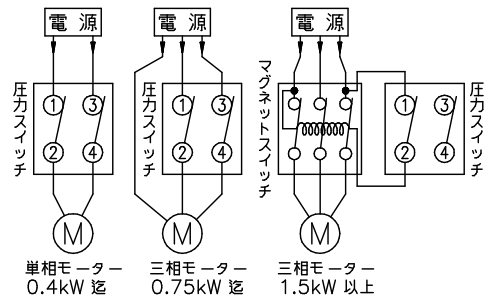 電源
電源
電源
圧力スイッチ
① ③
② ④
M
単相モーター
0.4kW 迄
圧力スイッチ
① ③
② ④
M
三相モーター
0.75kW 迄
マグネットスイッチ
M
三相モーター
1.5kW 以上
① ③
② ④
圧力スイッチ